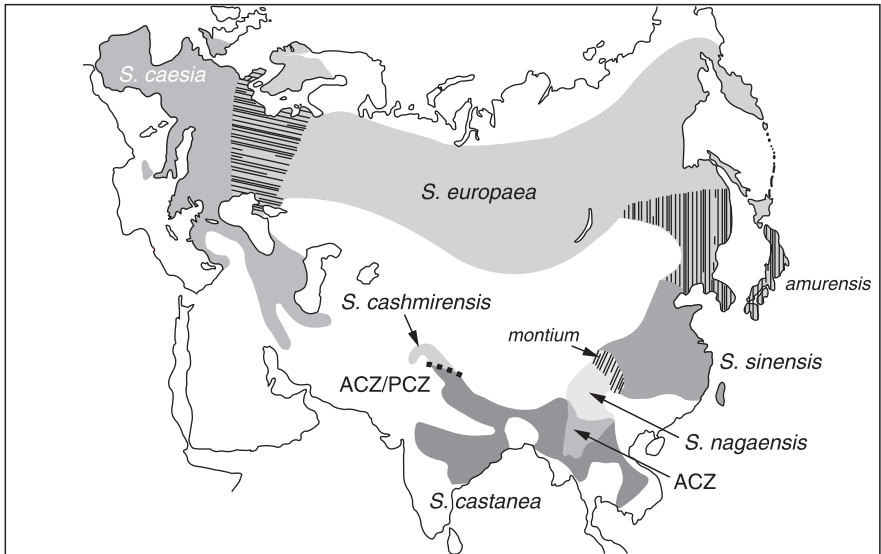 S. caesia
S. europaea
amurensis
S. cashmirensis
montium
S. sinensis
ACZ/PCZ
S. nagaensis
ACZ
S. castanea